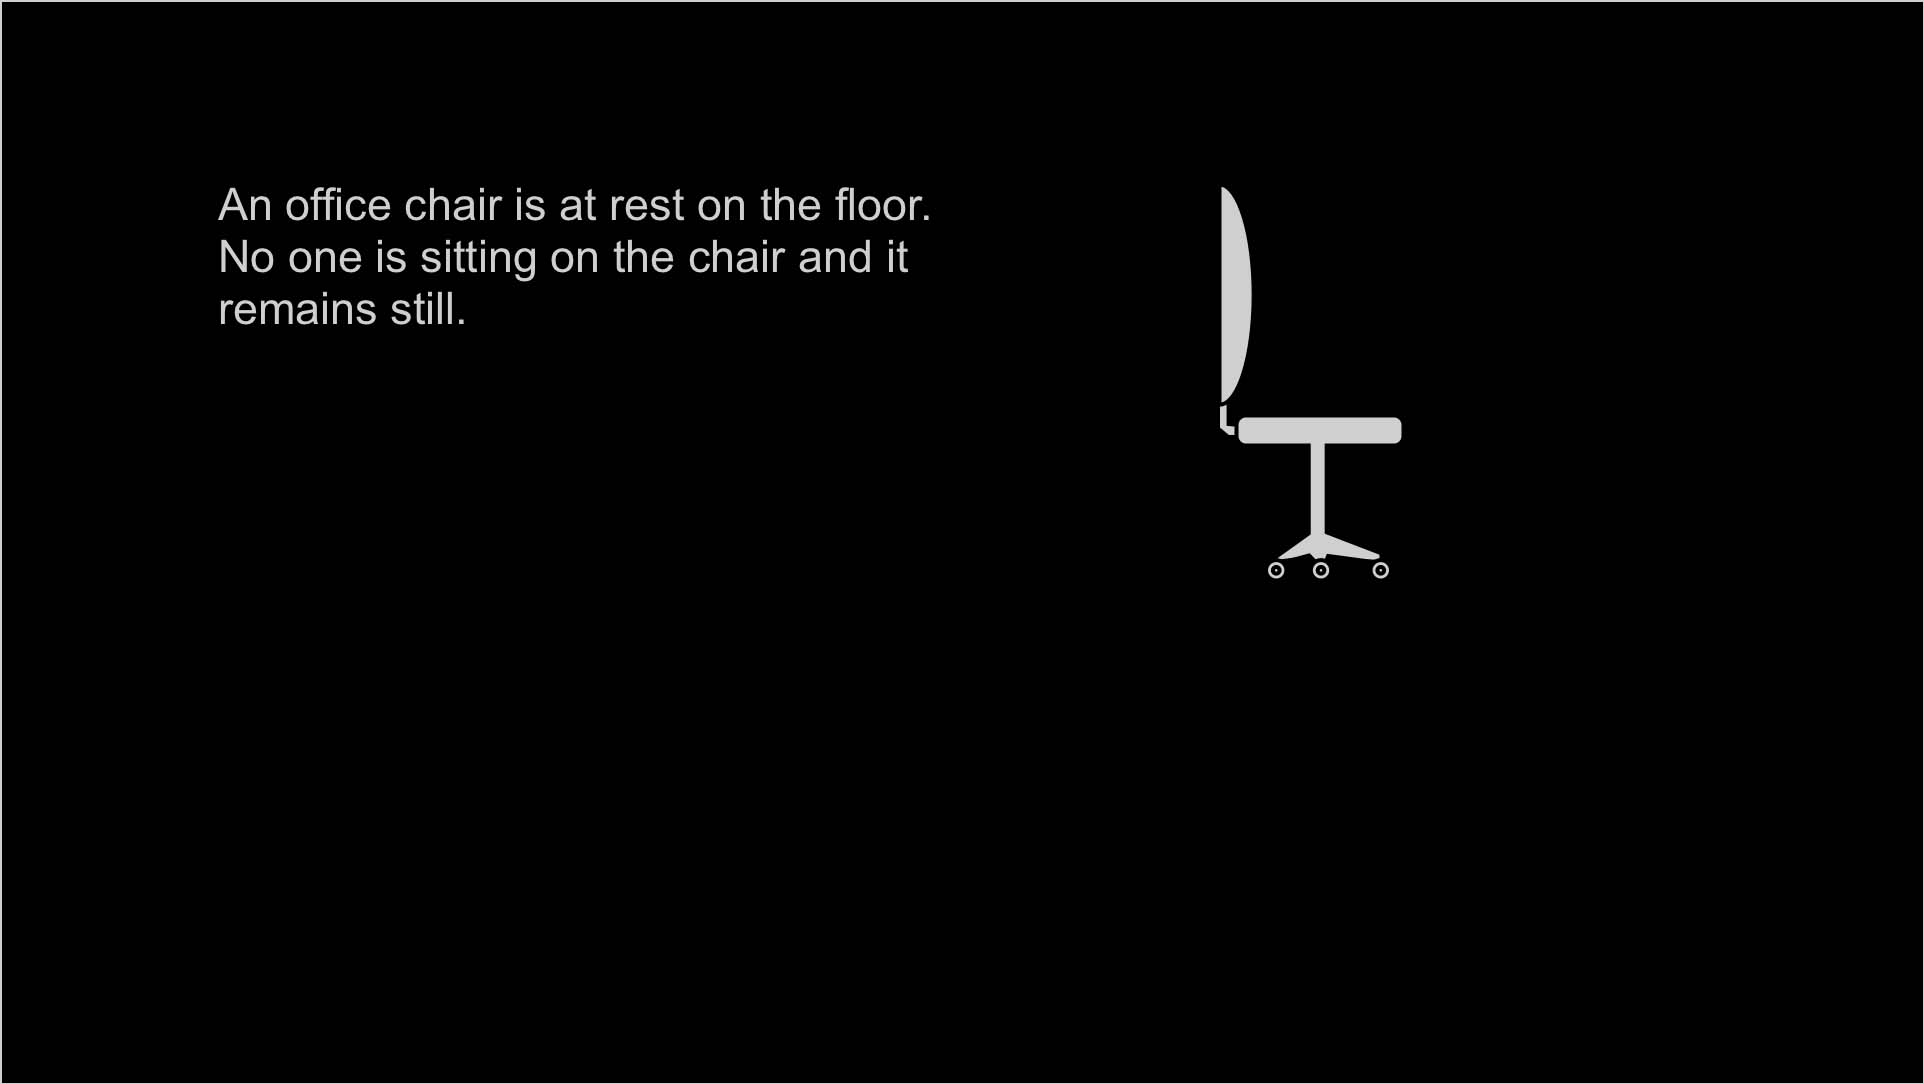 An office chair is at rest on the floor.
No one is sitting on the chair and it
remains still.